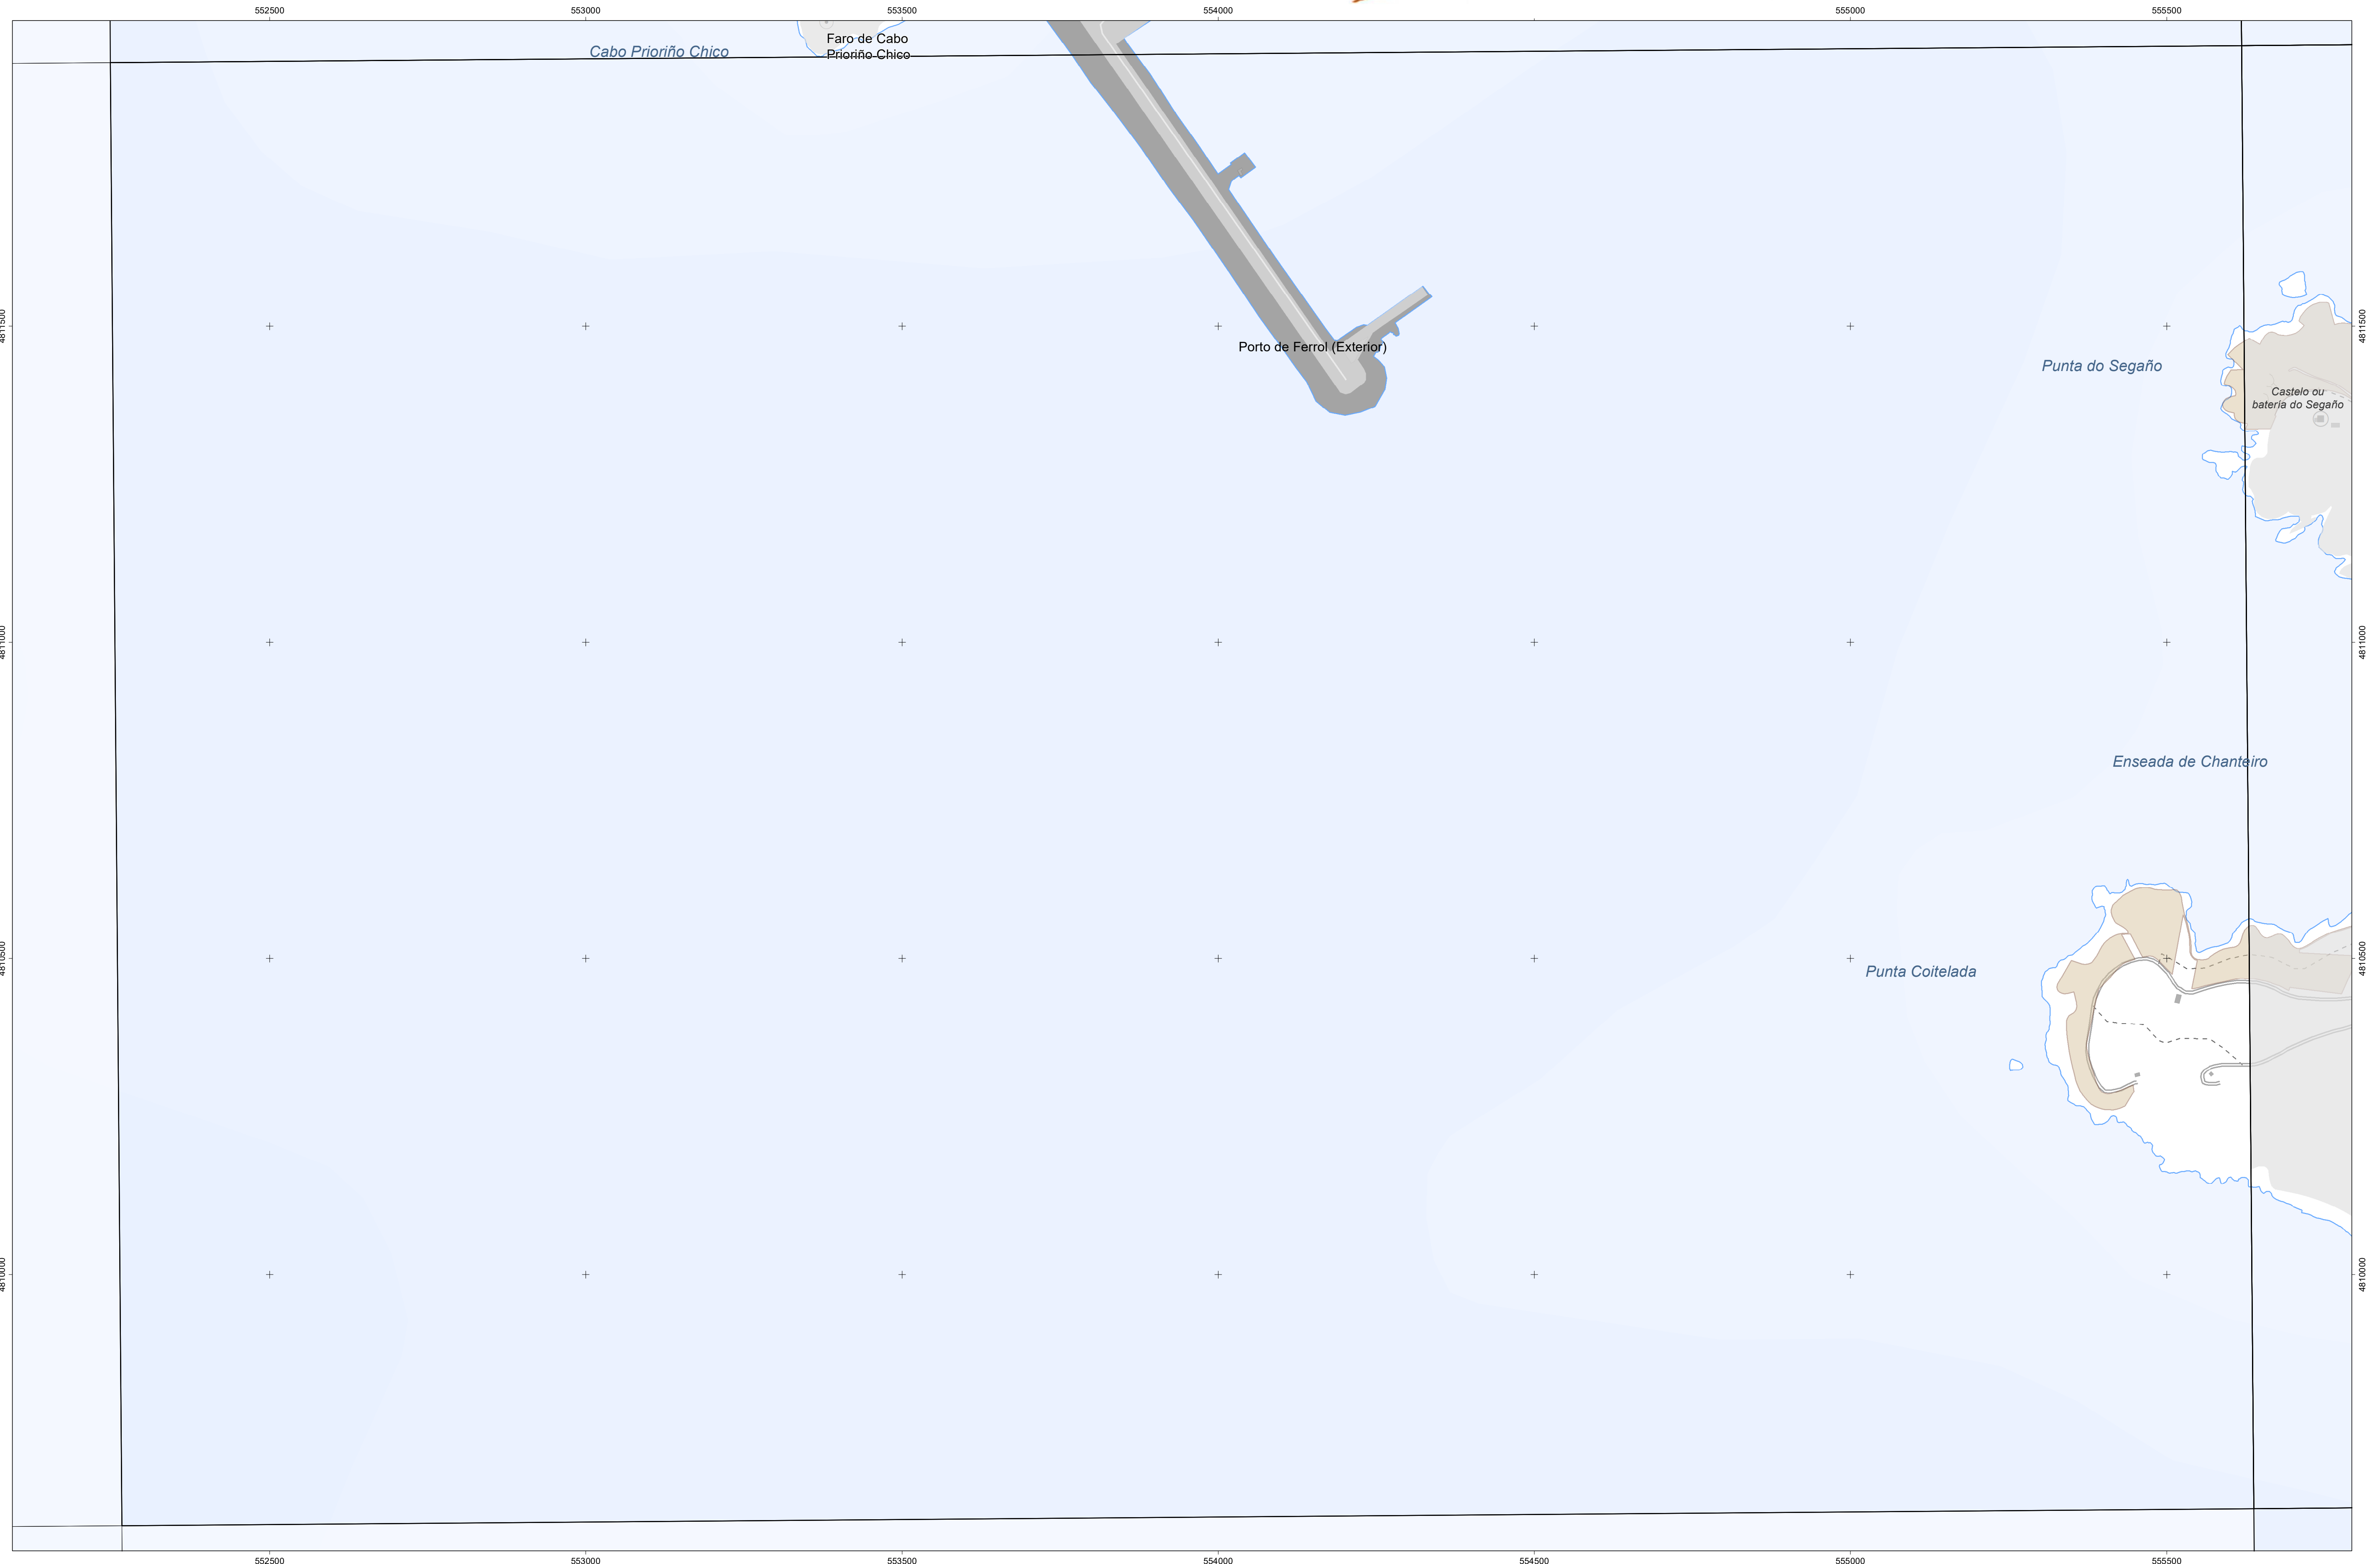 552500
553000
553500
554000
554500
555000
555500
Faro de Cabo
Prioriño Chico
Cabo Prioriño Chico
4811500
4811500
Porto de Ferrol (Exterior)
Punta do Segaño
Castelo ou
batería do Segaño
4811000
4811000
Enseada de Chanteiro
4810500
4810500
Punta Coitelada
4810000
4810000
552500
553000
553500
554000
554500
555000
555500